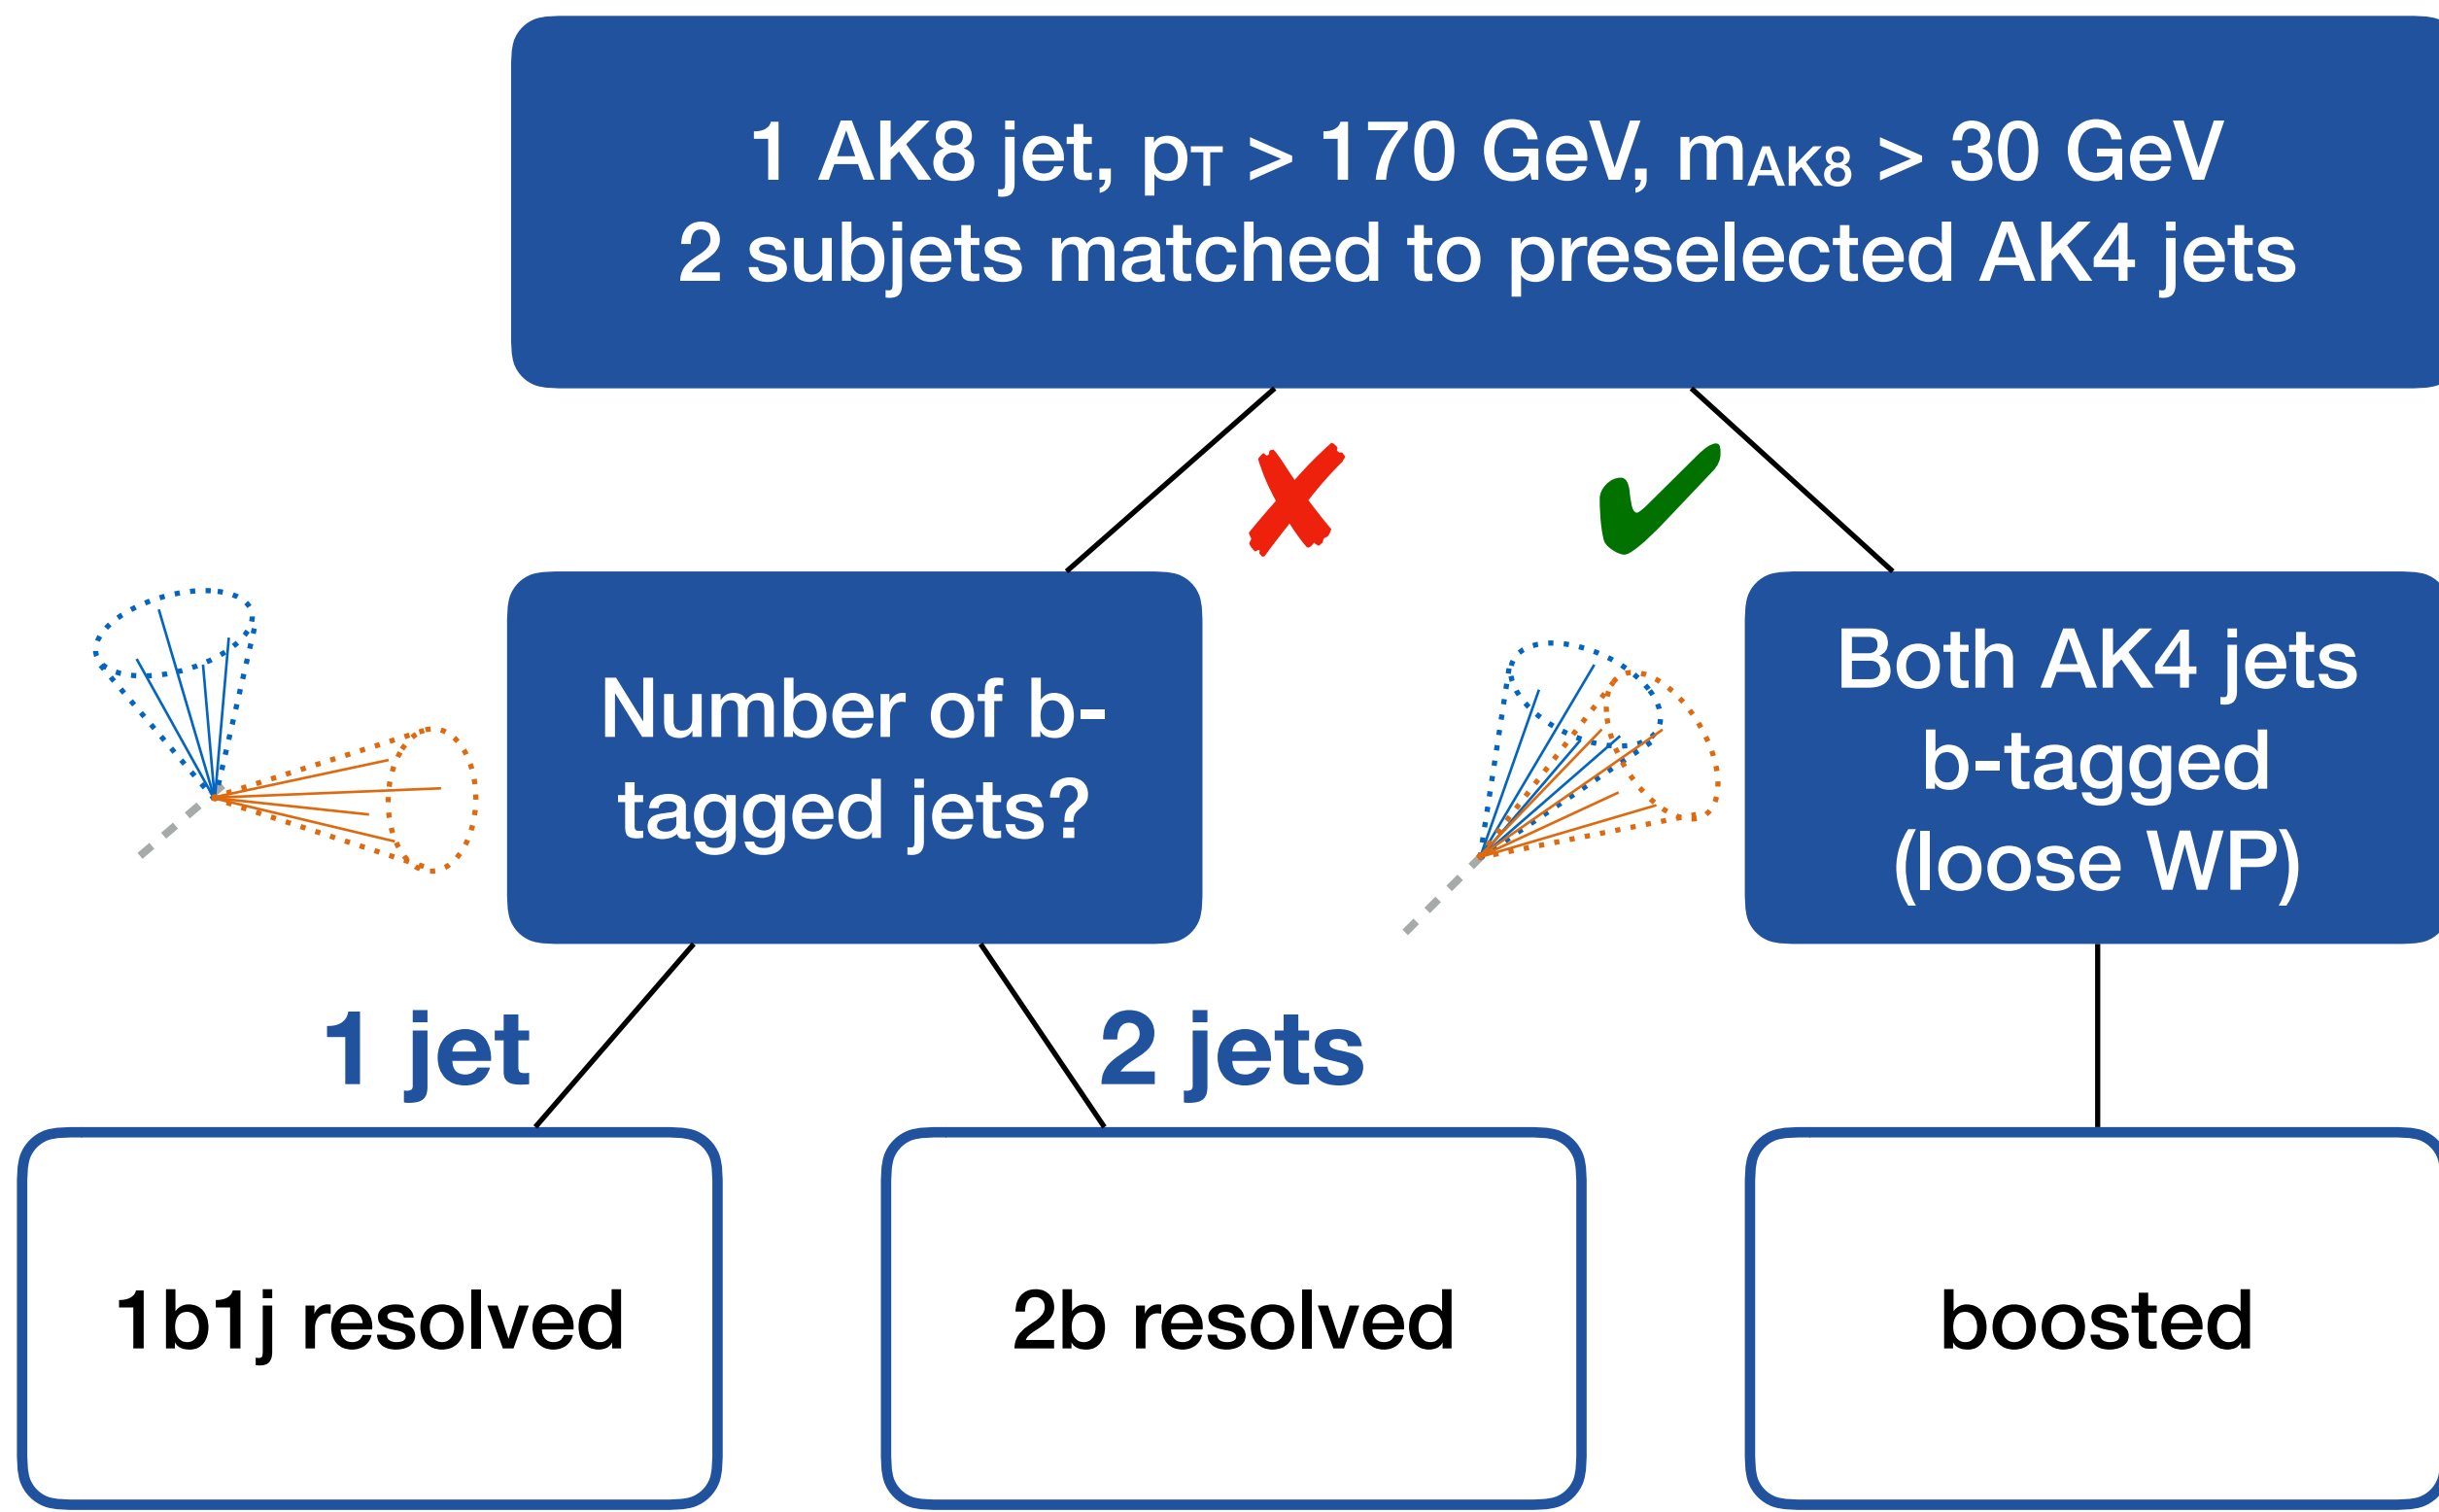 1 AK8 jet, pT > 170 GeV, mAK8 > 30 GeV
2 subjets matched to preselected AK4 jets
Number of b-
tagged jets?
Both AK4 jets
b-tagged
(loose WP)
1 jet
2 jets
1b1j resolved
2b resolved
boosted